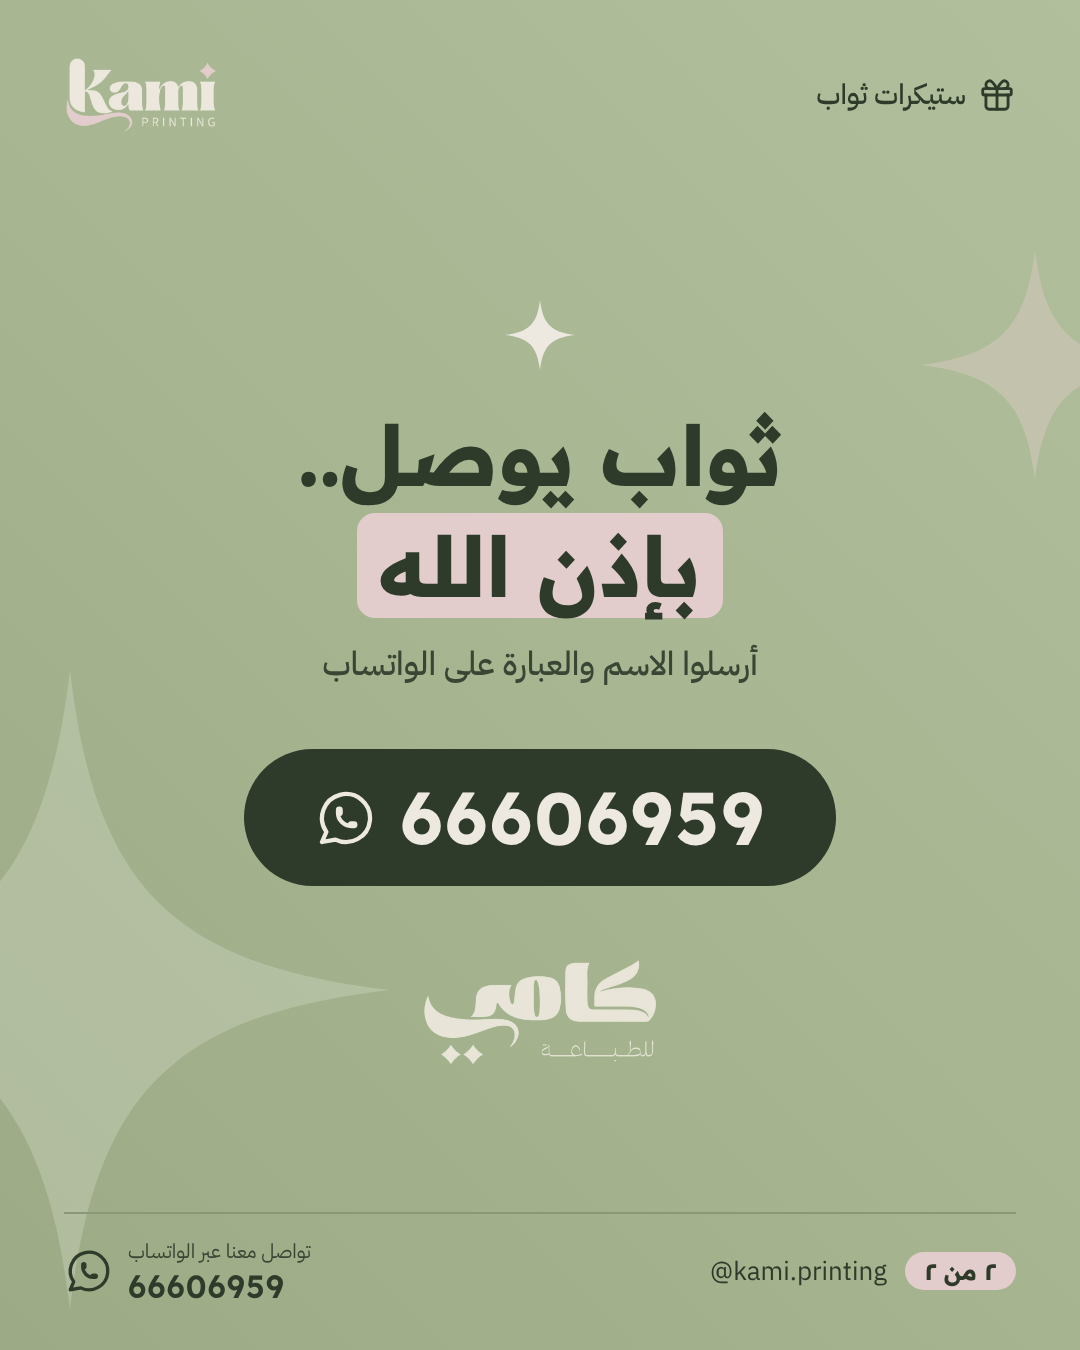 ستيكرات ثواب
Kami
PRINTING
ثواب يوصل..
بإذن الله
أرسلوا الاسم والعبارة على الواتساب
66606959
كامي
للطبـاعـة
٢ من ٢
@kami.printing
تواصل معنا عبر الواتساب
66606959